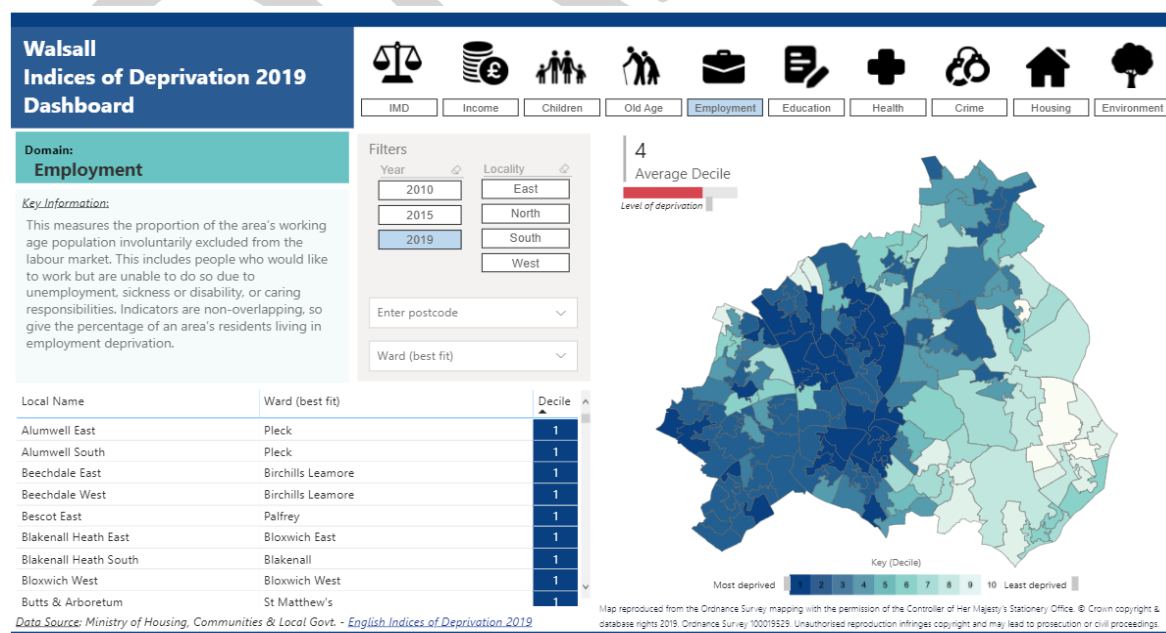 Walsall
Indices of Deprivation 2019
Dashboard
IMD
Income
Children
Old Age
Employment
Education
Health
Crime
Housing
Environment
Domain:
Employment
Key Information:
This measures the proportion of the area's working
age population involuntarily excluded from the
labour market. This includes people who would like
to work but are unable to do so due to
unemployment, sickness or disability, or caring
responsibilities. Indicators are non-overlapping, so
give the percentage of an area's residents living in
employment deprivation.
Filters
Year
Locality
2010
2015
2019
East
North
South
West
Enter postcode
Ward (best fit)
4
Average Decile
Level of deprivation
Local Name Ward (best fit) Decile
Alumwell East Pleck 1
Alumwell South Pleck 1
Beechdale East Birchills Leamore 1
Beechdale West Birchills Leamore 1
Bescot East Palfrey 1
Blakenall Heath East Bloxwich East 1
Blakenall Heath South Blakenall 1
Bloxwich West Bloxwich West 1
Butts & Arboretum St Matthew's 1
Key (Decile)
Most deprived 1 2 3 4 5 6 7 8 9 10 Least deprived
Data Source: Ministry of Housing, Communities & Local Govt. - English Indices of Deprivation 2019
Map reproduced from the Ordnance Survey mapping with the permission of the Controller of Her Majesty's Stationery Office. © Crown copyright &
database rights 2019. Ordnance Survey 100019529. Unauthorised reproduction infringes copyright and may lead to prosecution or civil proceedings.